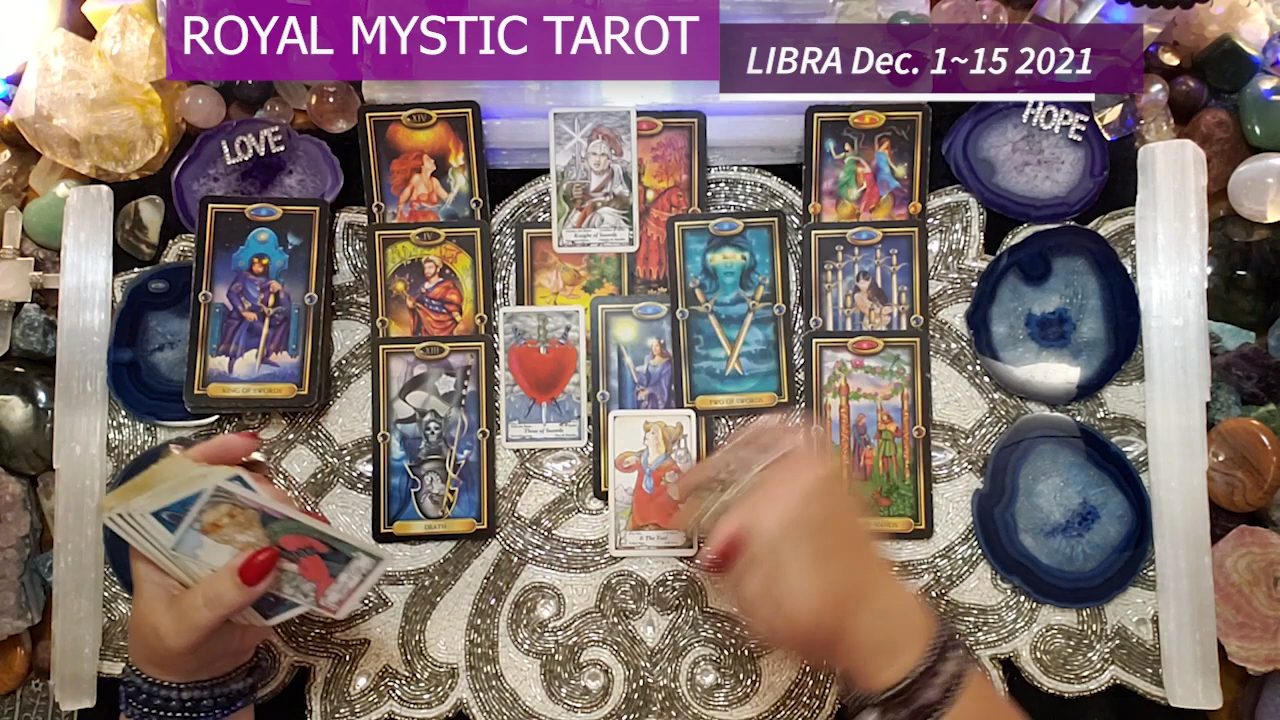 ROYAL MYSTIC TAROT
LIBRA Dec. 1~15 2021
LOVE
HOPE
XIV
IV
Knight of Swords
KING OF SWORDS
XIII
Three of Swords
TWO OF SWORDS
DEATH
0 The Fool